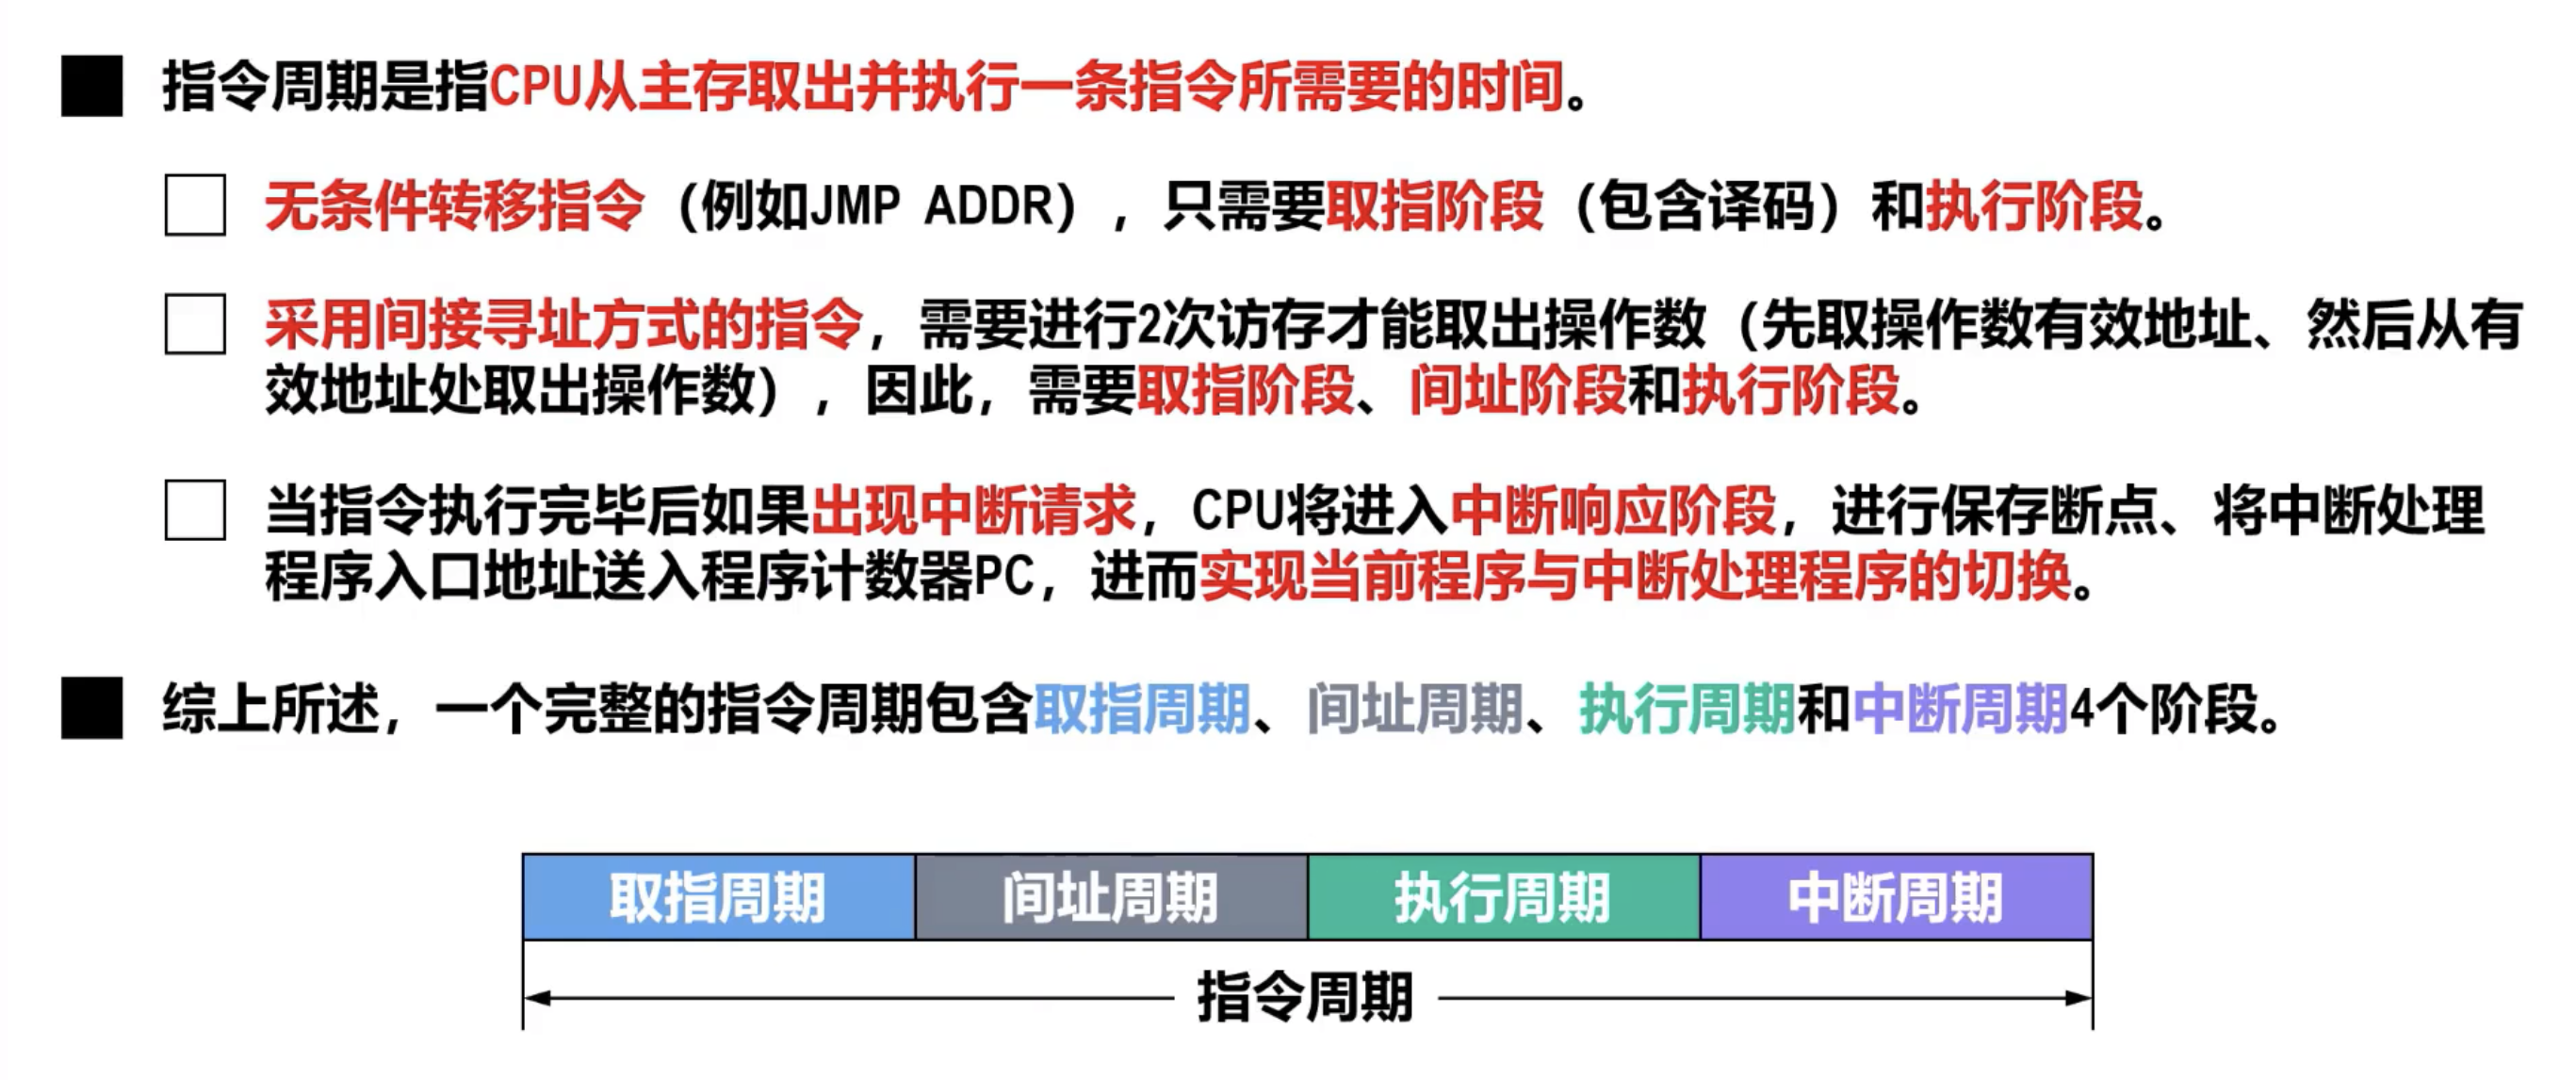 指令周期是指CPU从主存取出并执行一条指令所需要的时间。
无条件转移指令（例如JMP ADDR），只需要取指阶段（包含译码）和执行阶段。
采用间接寻址方式的指令，需要进行2次访存才能取出操作数（先取操作数有效地址、然后从有
效地址处取出操作数），因此，需要取指阶段、间址阶段和执行阶段。
当指令执行完毕后如果出现中断请求，CPU将进入中断响应阶段，进行保存断点、将中断处理
程序入口地址送入程序计数器PC，进而实现当前程序与中断处理程序的切换。
综上所述，一个完整的指令周期包含取指周期、间址周期、执行周期和中断周期4个阶段。
取指周期 间址周期 执行周期 中断周期
指令周期